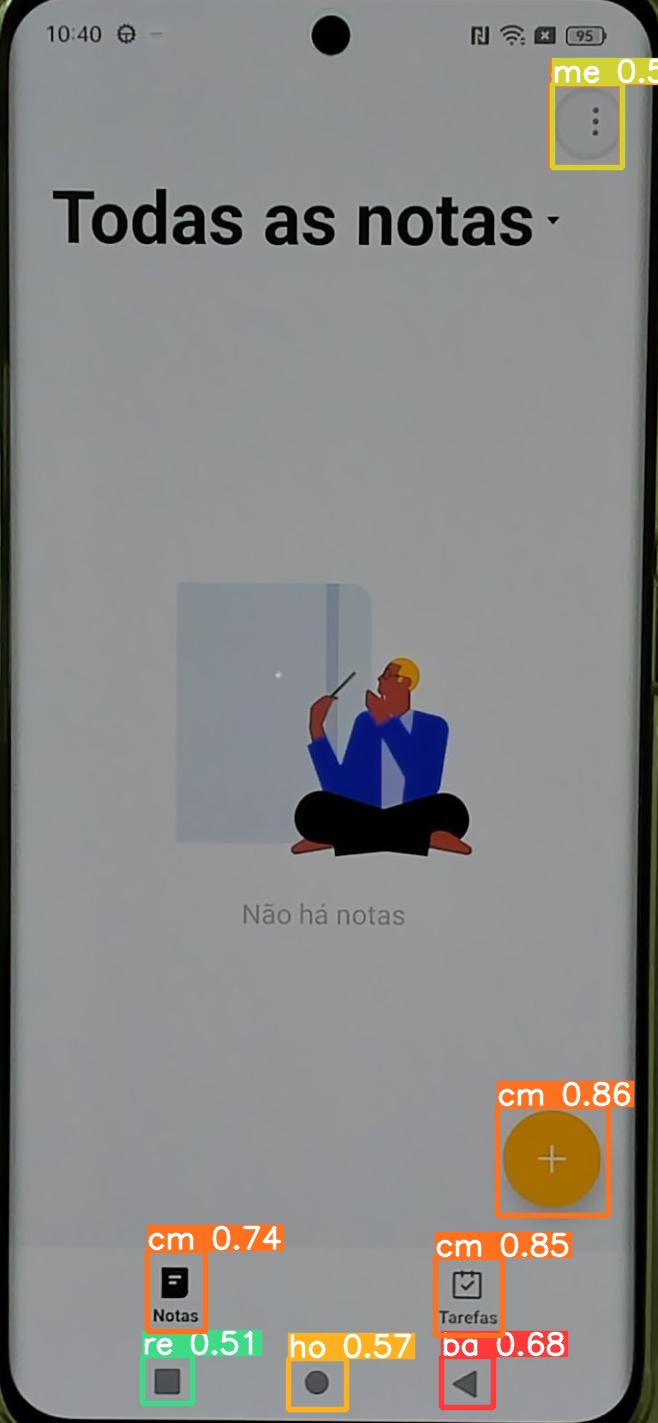 10:40 95
me 0.5
Todas as notas
Não há notas
cm 0.86
cm 0.74 cm 0.85
Notas Tarefas
re 0.51 ho 0.57 ba 0.68